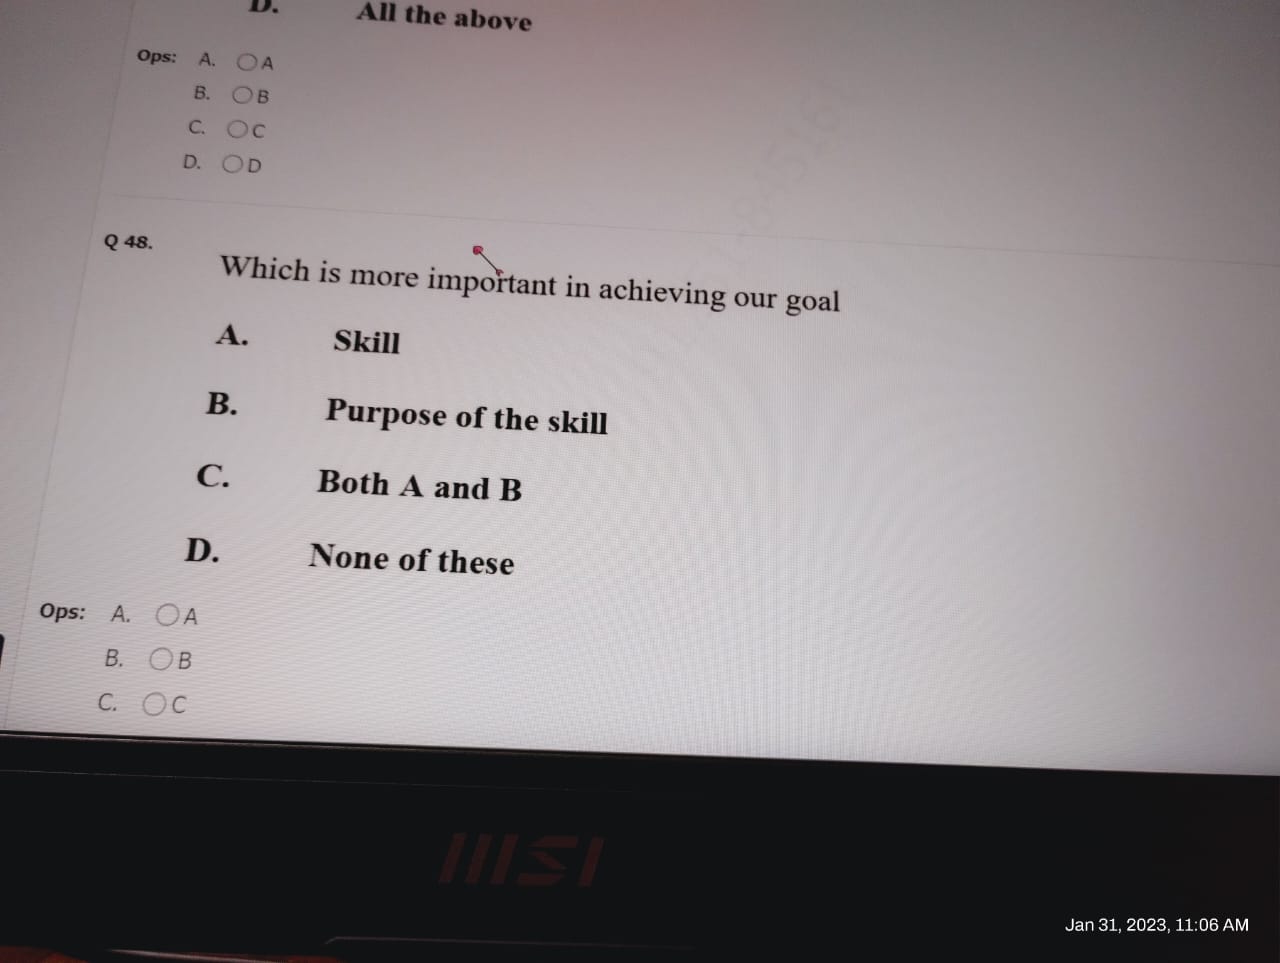 D. All the above
Ops: A. A
B. B
C. C
D. D
Q 48.
Which is more important in achieving our goal
A. Skill
B. Purpose of the skill
C. Both A and B
D. None of these
Ops: A. A
B. B
C. C
msi
Jan 31, 2023, 11:06 AM